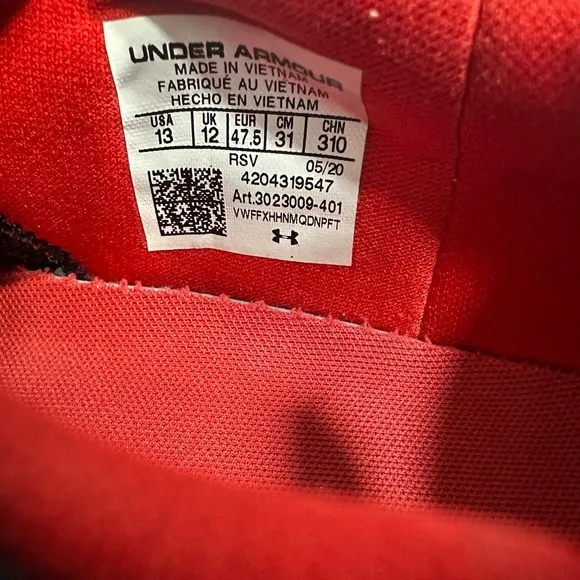 UNDER ARMOUR
MADE IN VIETNAM
FABRIQUÉ AU VIETNAM
HECHO EN VIETNAM
USA UK EUR CM CHN
13 12 47.5 31 310
RSV 05/20
4204319547
Art.3023009-401
VWFFXHHNMQDNPFT